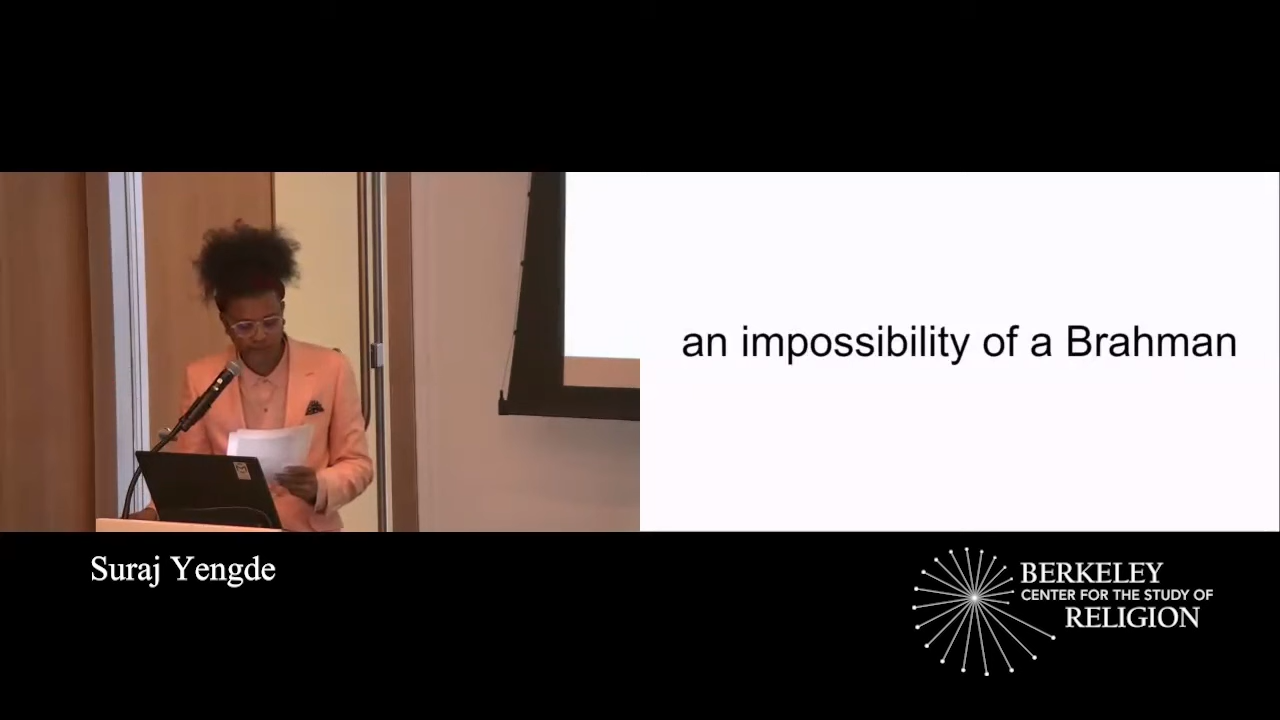 an impossibility of a Brahman
Suraj Yengde
BERKELEY
CENTER FOR THE STUDY OF
RELIGION